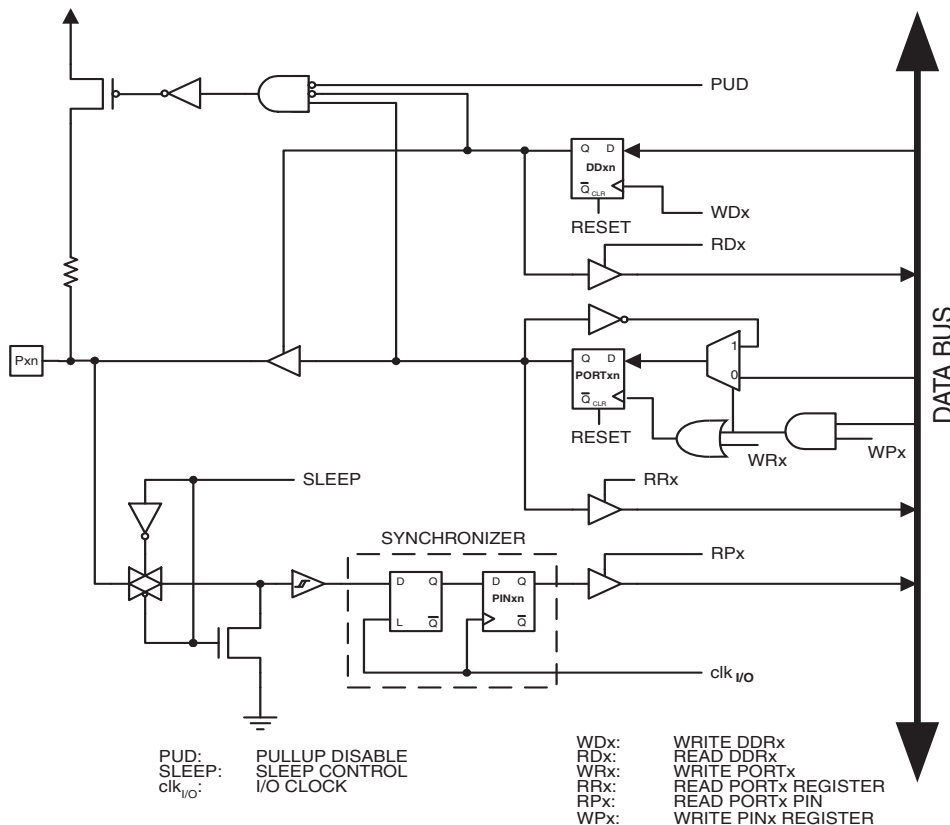 PUD
Q D
DDxn
Q CLR
WDx
RESET
RDx
1
Pxn
Q D
PORTxn
0
Q CLR
RESET
WRx
WPx
DATA BUS
SLEEP
RRx
SYNCHRONIZER
RPx
D Q
D Q
PINxn
L Q
Q
clk I/O
PUD: PULLUP DISABLE
SLEEP: SLEEP CONTROL
clkI/O: I/O CLOCK
WDx: WRITE DDRx
RDx: READ DDRx
WRx: WRITE PORTx
RRx: READ PORTx REGISTER
RPx: READ PORTx PIN
WPx: WRITE PINx REGISTER